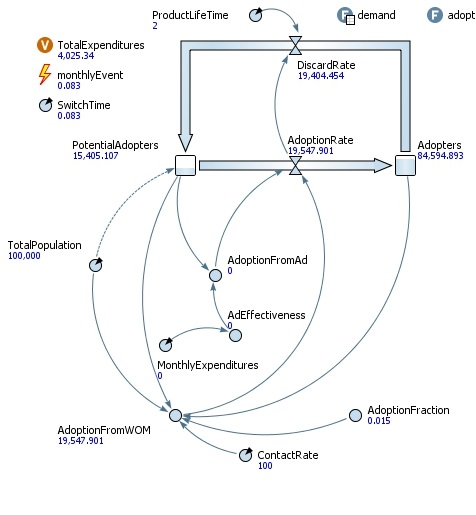 ProductLifeTime
2
F demand
F adopt
V TotalExpenditures
4,025.34
monthlyEvent
0.083
SwitchTime
0.083
DiscardRate
19,404.454
PotentialAdopters
15,405.107
AdoptionRate
19,547.901
Adopters
84,594.893
TotalPopulation
100,000
AdoptionFromAd
0
AdEffectiveness
0
MonthlyExpenditures
0
AdoptionFromWOM
19,547.901
AdoptionFraction
0.015
ContactRate
100